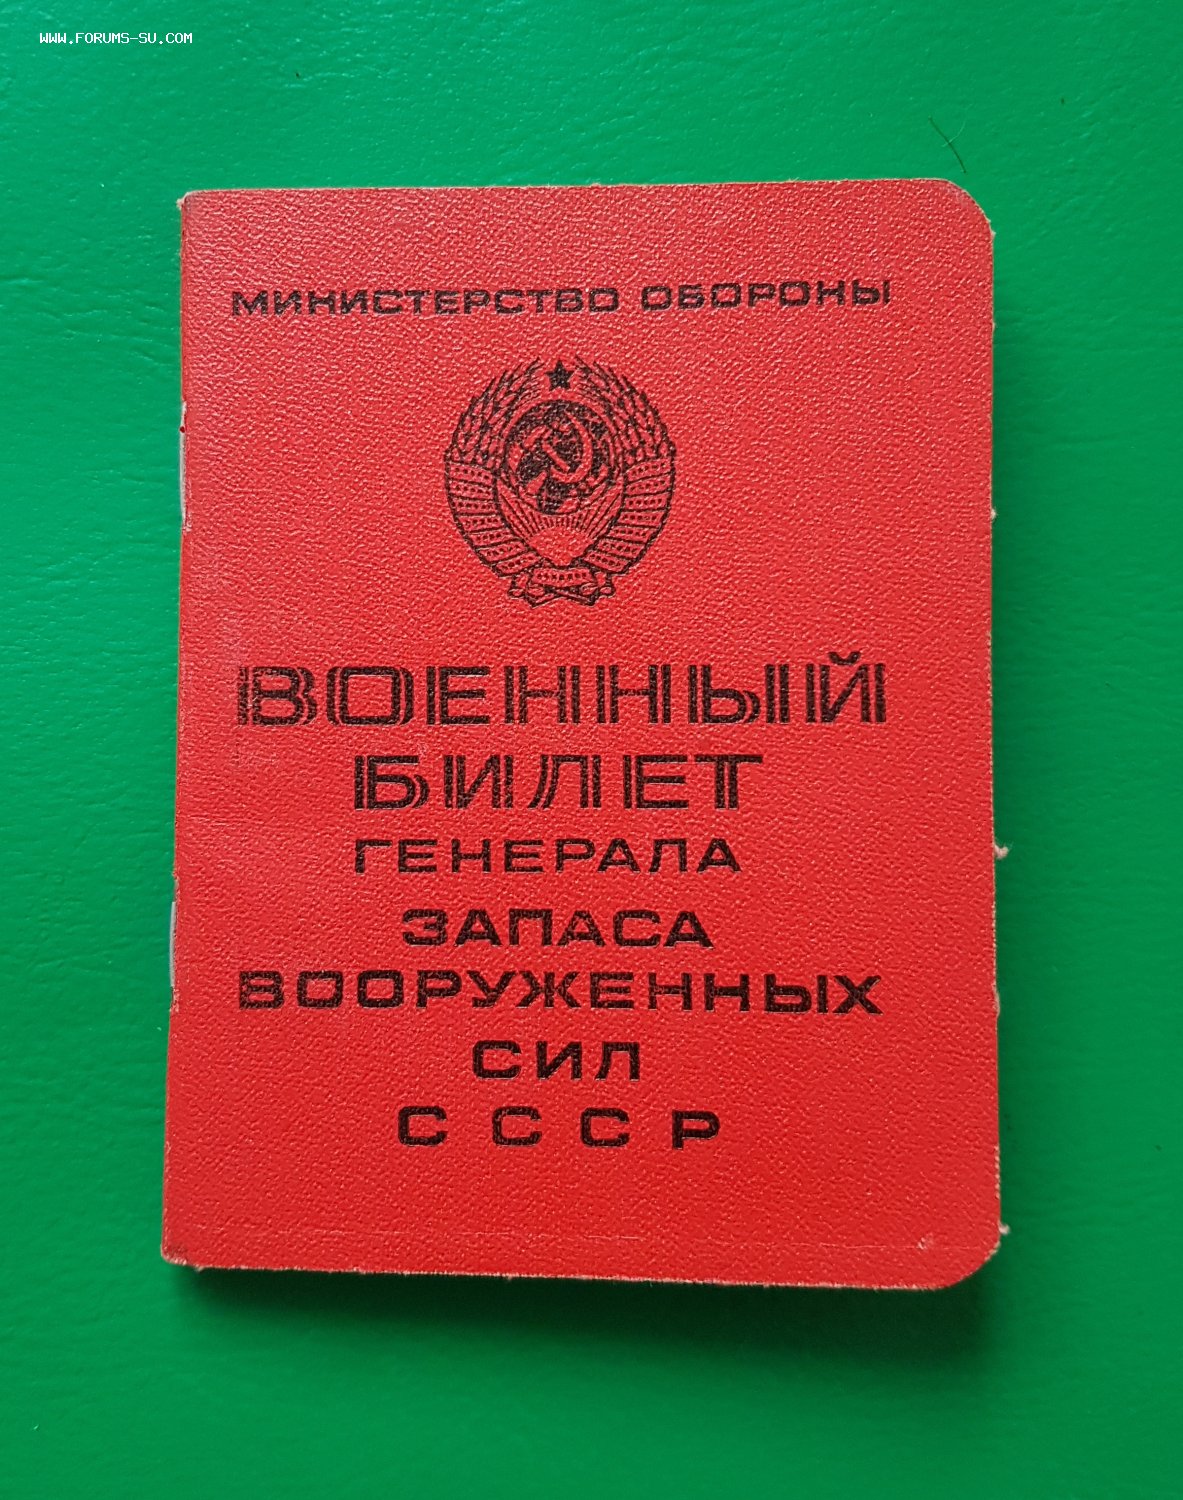 WWW.FORUMS-SU.COM
МИНИСТЕРСТВО ОБОРОНЫ
ВОЕННЫЙ
БИЛЕТ
ГЕНЕРАЛА
ЗАПАСА
ВООРУЖЕННЫХ
СИЛ
СССР